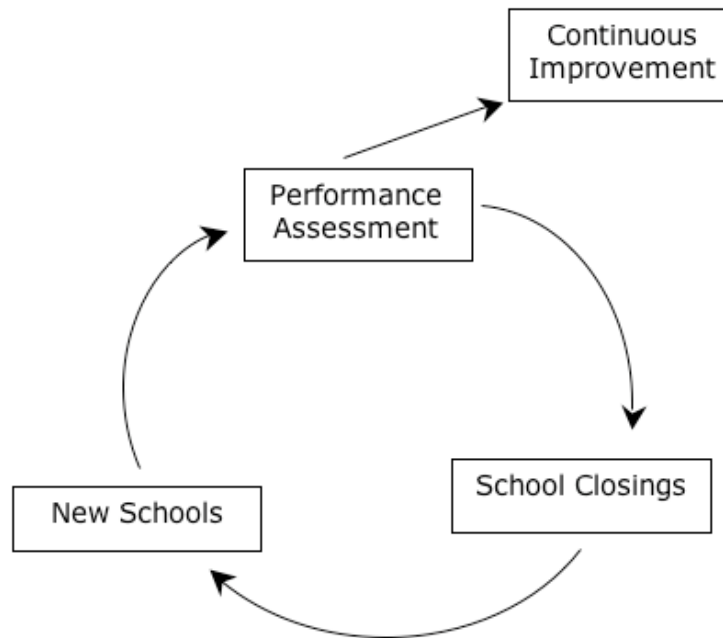 Continuous
Improvement
Performance
Assessment
School Closings
New Schools